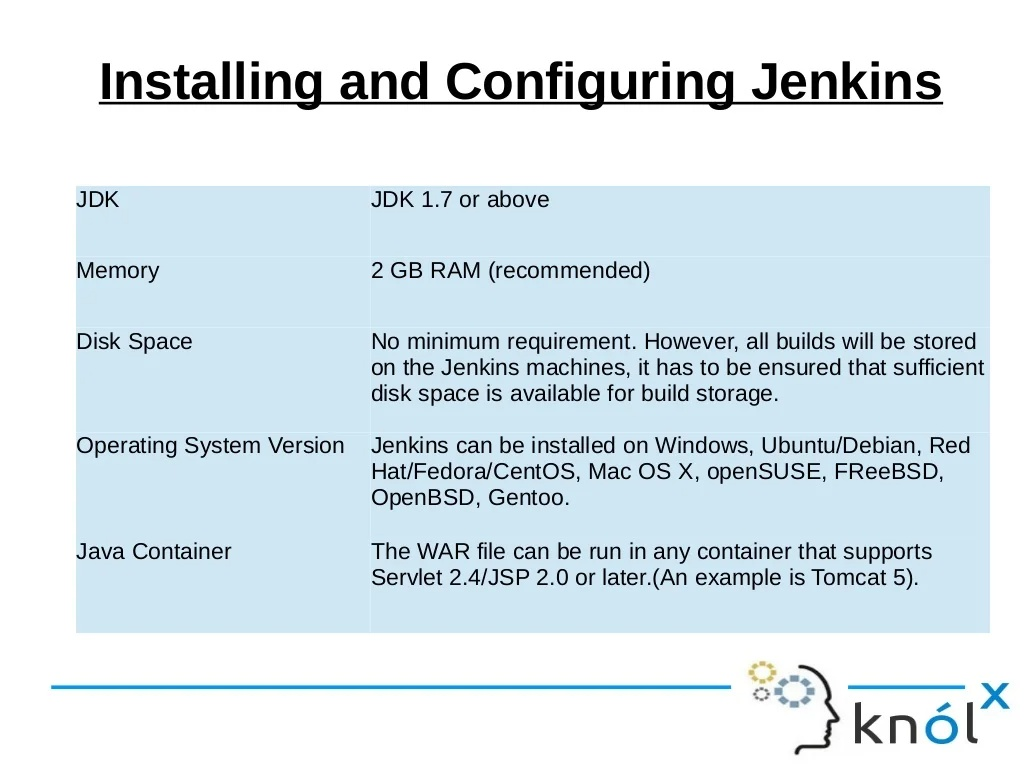 Installing and Configuring Jenkins
JDK
JDK 1.7 or above
Memory
2 GB RAM (recommended)
Disk Space
No minimum requirement. However, all builds will be stored
on the Jenkins machines, it has to be ensured that sufficient
disk space is available for build storage.
Operating System Version
Jenkins can be installed on Windows, Ubuntu/Debian, Red
Hat/Fedora/CentOS, Mac OS X, openSUSE, FReeBSD,
OpenBSD, Gentoo.
Java Container
The WAR file can be run in any container that supports
Servlet 2.4/JSP 2.0 or later.(An example is Tomcat 5).
knól x